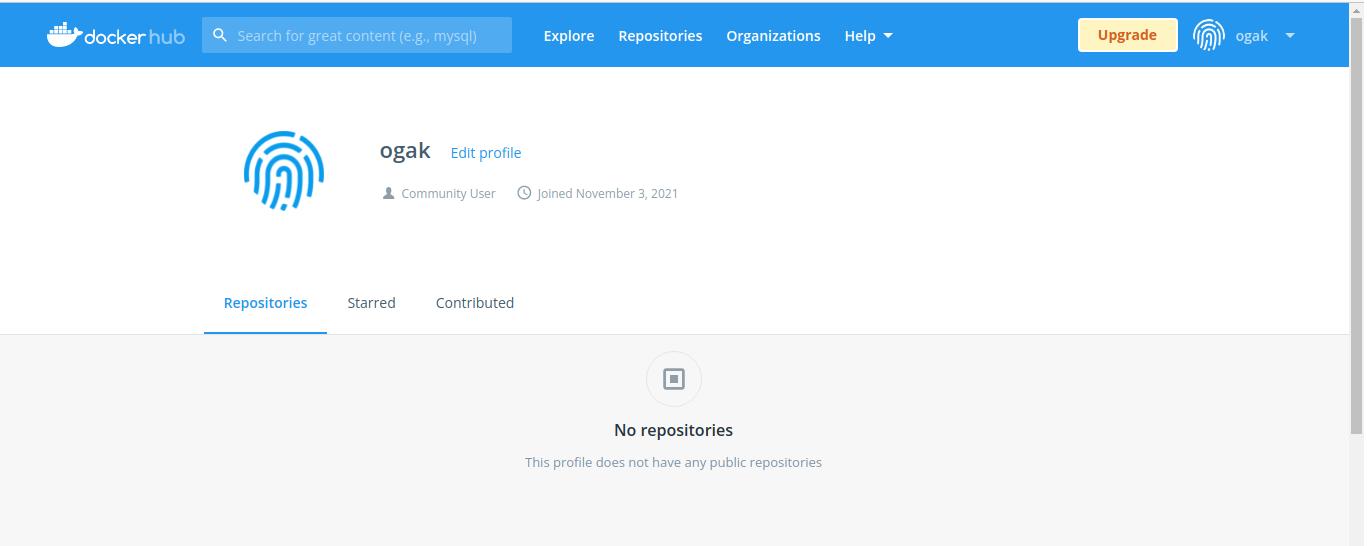 docker hub Search for great content (e.g., mysql) Explore Repositories Organizations Help Upgrade ogak
ogak Edit profile
Community User Joined November 3, 2021
Repositories Starred Contributed
No repositories
This profile does not have any public repositories